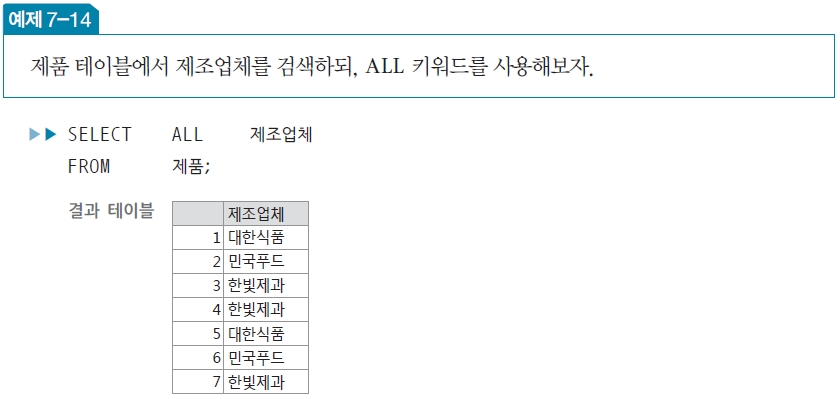 예제 7-14
제품 테이블에서 제조업체를 검색하되, ALL 키워드를 사용해보자.
▶▶ SELECT ALL 제조업체
FROM 제품;
결과 테이블
제조업체
1 대한식품
2 민국푸드
3 한빛제과
4 한빛제과
5 대한식품
6 민국푸드
7 한빛제과